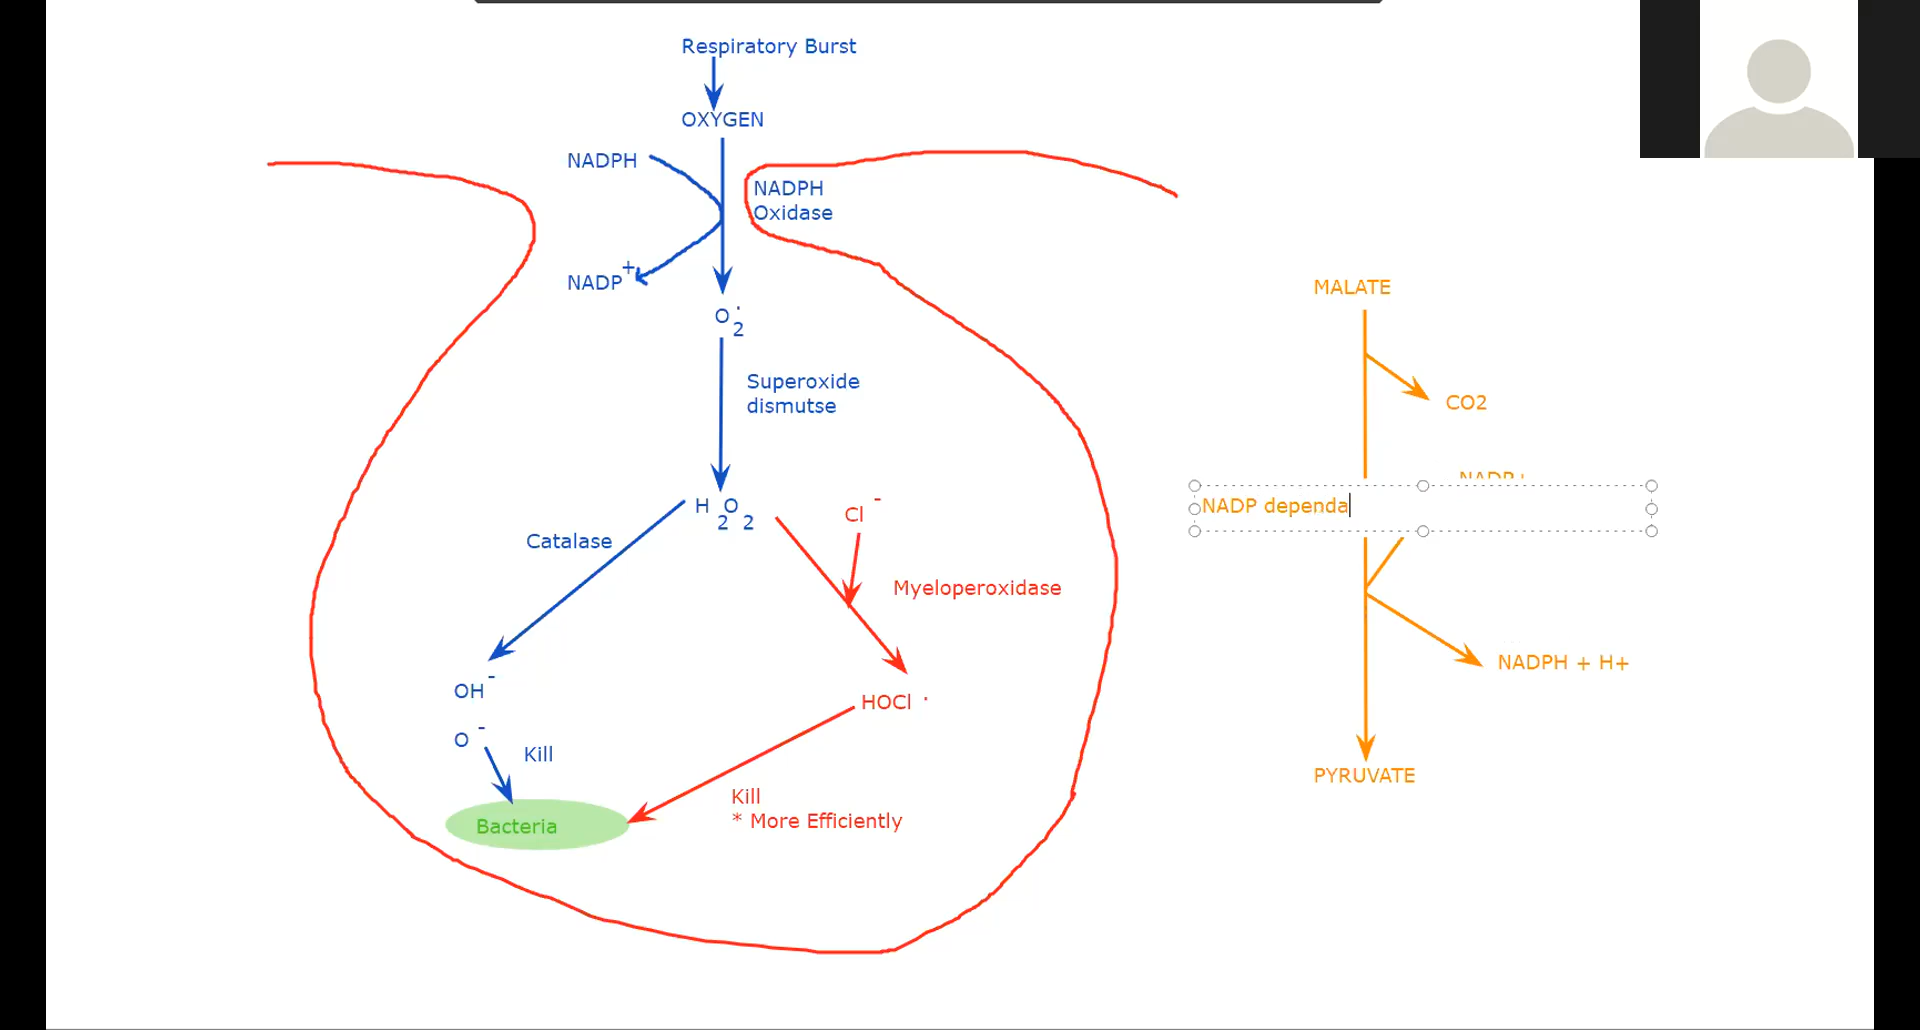 Respiratory Burst
OXYGEN
NADPH
NADPH
Oxidase
NADP+
O2˙
Superoxide
dismutse
H2O2
Cl -
Catalase
Myeloperoxidase
OH -
O -
Kill
HOCl ˙
Kill
* More Efficiently
Bacteria
MALATE
CO2
NADP+
NADP dependa
NADPH + H+
PYRUVATE